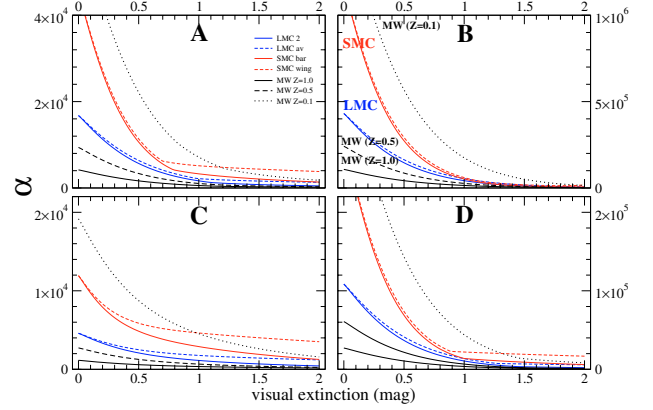 0 0.5 1 1.5 2 0 0.5 1 1.5 2
4×10⁴ A MW (Z=0.1) B 1×10⁶
LMC 2
LMC av
SMC bar
SMC wing
MW Z=1.0
MW Z=0.5
MW Z=0.1
SMC
2×10⁴ LMC 5×10⁵
MW (Z=0.5)
MW (Z=1.0)
0 0
α
2×10⁴ C D 2×10⁵
1×10⁴ 1×10⁵
0 0
0 0.5 1 1.5 2 0 0.5 1 1.5 2
visual extinction (mag)